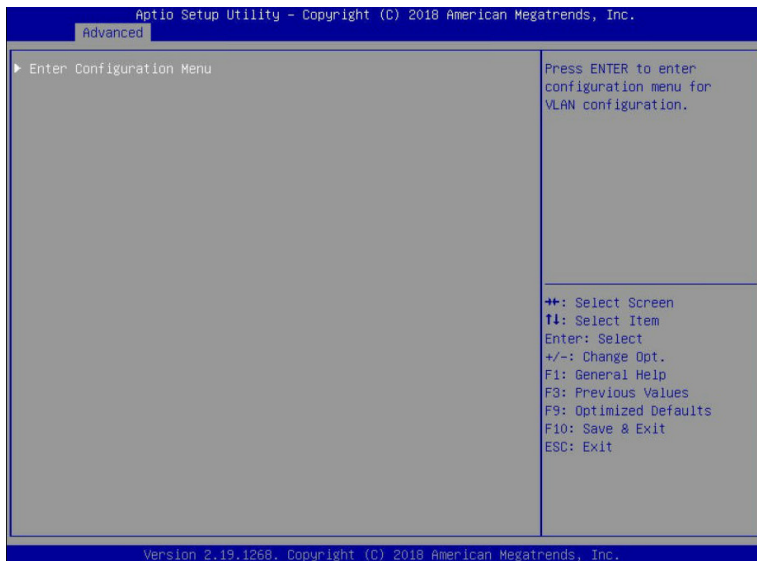 Aptio Setup Utility – Copyright (C) 2018 American Megatrends, Inc.
Advanced
▶ Enter Configuration Menu
Press ENTER to enter
configuration menu for
VLAN configuration.
→←: Select Screen
↑↓: Select Item
Enter: Select
+/-: Change Opt.
F1: General Help
F3: Previous Values
F9: Optimized Defaults
F10: Save & Exit
ESC: Exit
Version 2.19.1268. Copyright (C) 2018 American Megatrends, Inc.